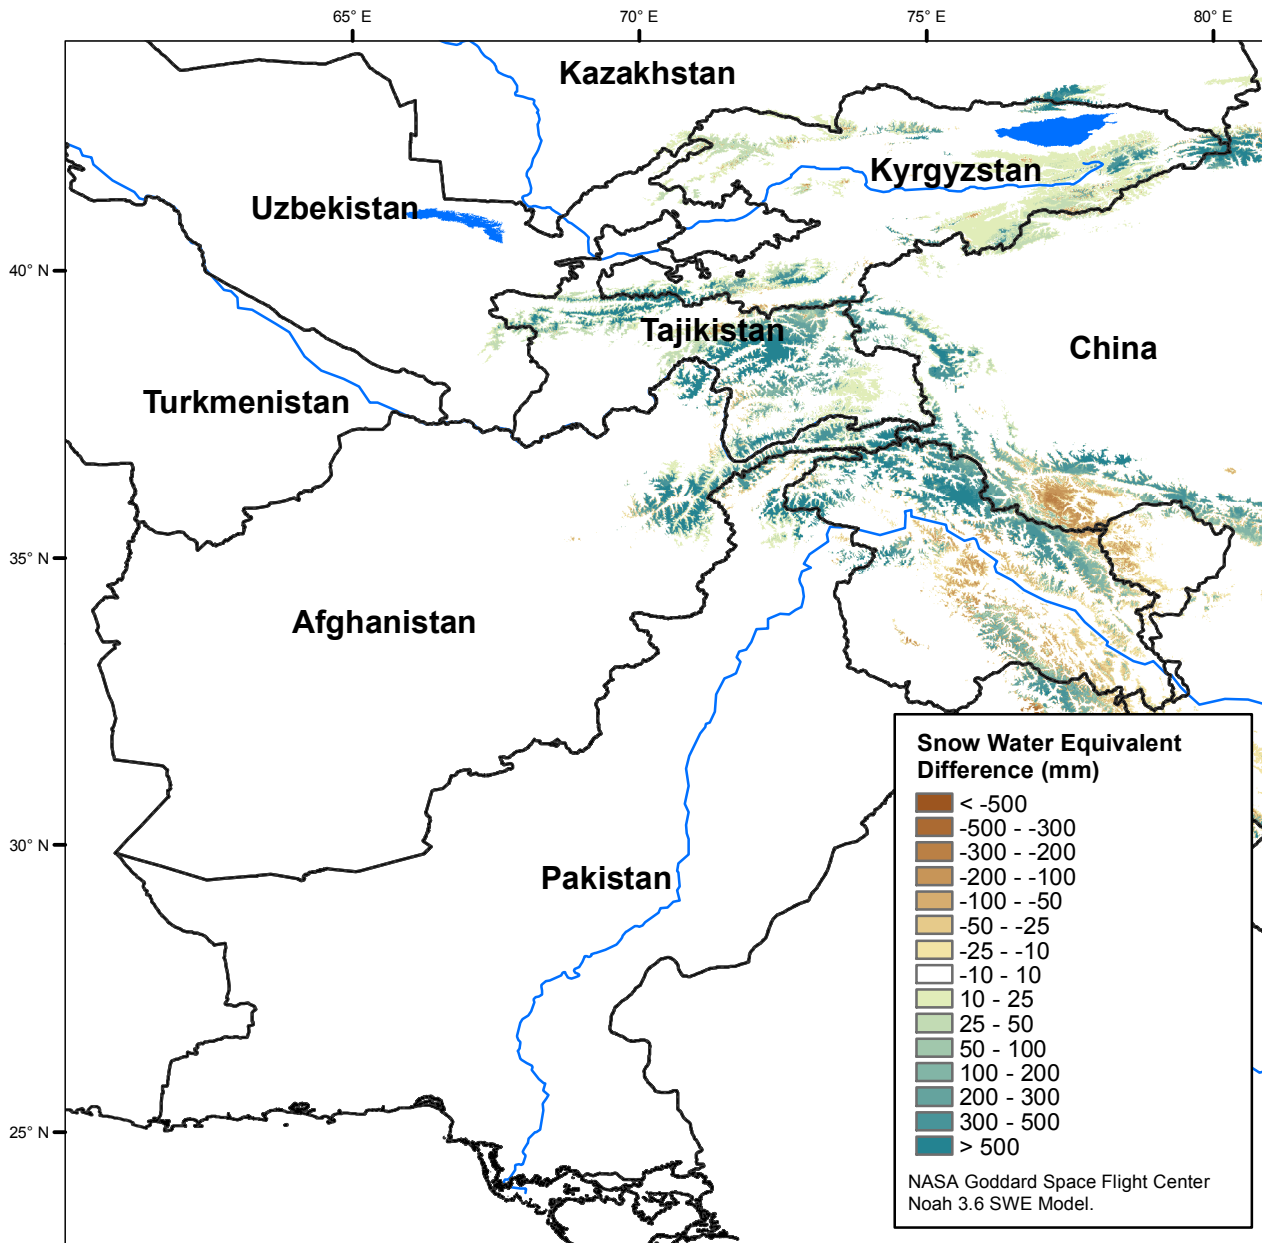 65° E
70° E
75° E
80° E
Kazakhstan
Kyrgyzstan
Uzbekistan
40° N
Tajikistan
China
Turkmenistan
35° N
Afghanistan
30° N
Pakistan
25° N
Snow Water Equivalent
Difference (mm)
< -500
-500 - -300
-300 - -200
-200 - -100
-100 - -50
-50 - -25
-25 - -10
-10 - 10
10 - 25
25 - 50
50 - 100
100 - 200
200 - 300
300 - 500
> 500
NASA Goddard Space Flight Center
Noah 3.6 SWE Model.